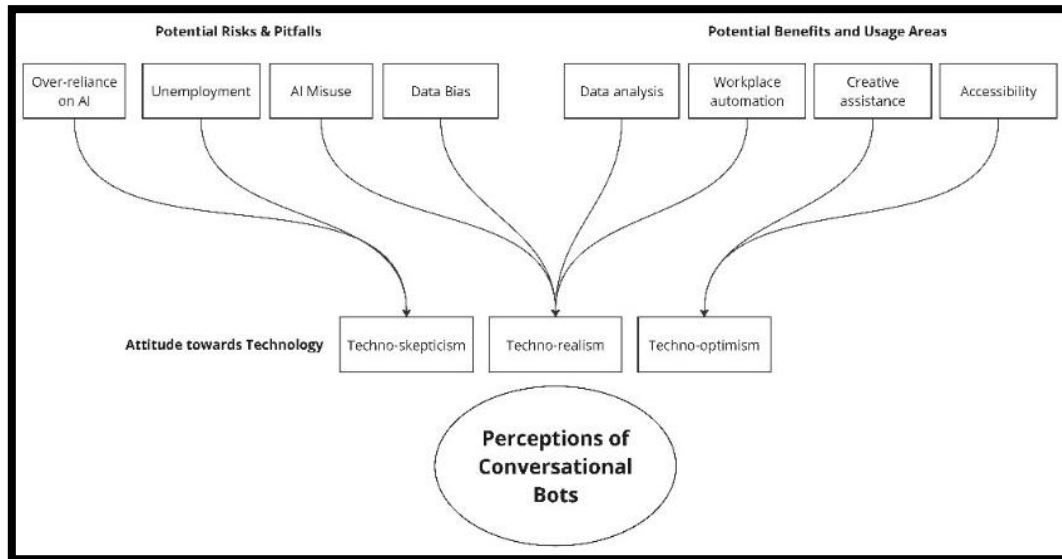 Potential Risks & Pitfalls
Potential Benefits and Usage Areas
Over-reliance
on AI
Unemployment
AI Misuse
Data Bias
Data analysis
Workplace
automation
Creative
assistance
Accessibility
Attitude towards Technology
Techno-skepticism
Techno-realism
Techno-optimism
Perceptions of
Conversational
Bots